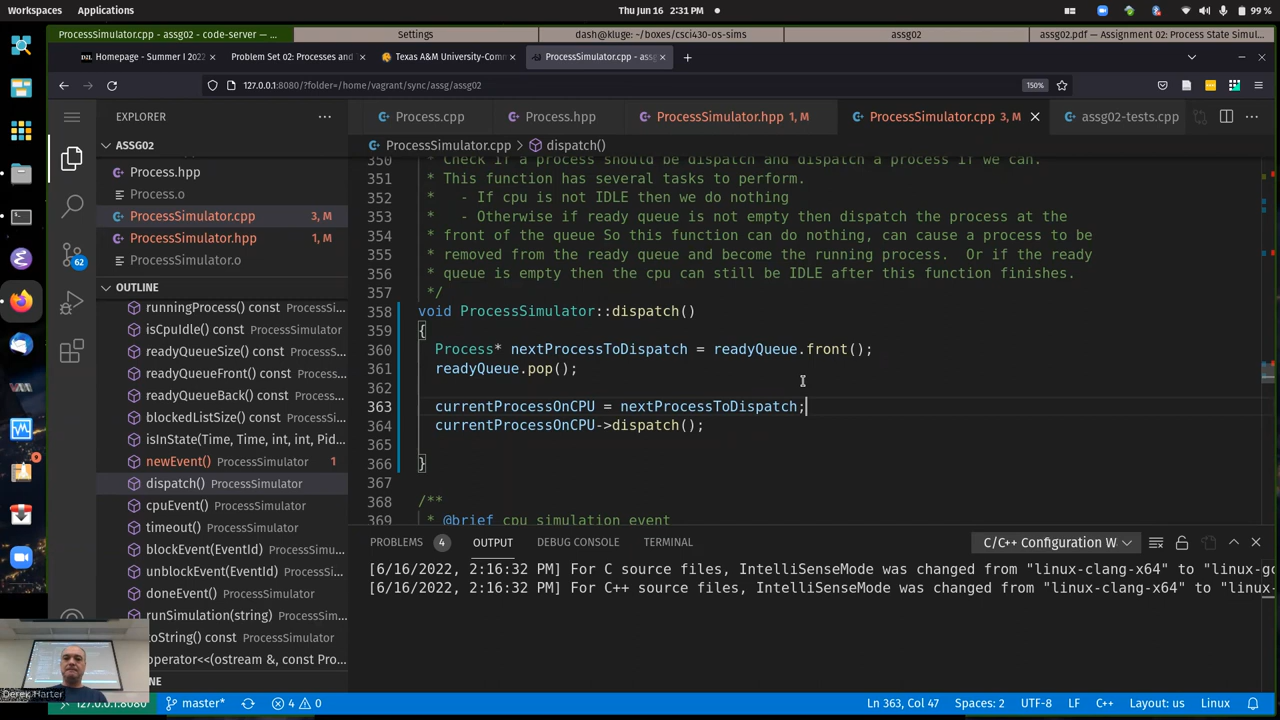 Workspaces Applications Thu Jun 16 2:31 PM 99 %
ProcessSimulator.cpp - assg02 - code-server — ... Settings dash@kluge: ~/boxes/csci430-os-sims assg02 assg02.pdf — Assignment 02: Process State Simul...
Homepage - Summer I 2022 Problem Set 02: Processes and Texas A&M University-Comm ProcessSimulator.cpp - assg
127.0.0.1:8080/?folder=/home/vagrant/sync/assg/assg02 150%
EXPLORER Process.cpp Process.hpp ProcessSimulator.hpp 1, M ProcessSimulator.cpp 3, M assg02-tests.cpp
ASSG02 ProcessSimulator.cpp dispatch()
350 * Check if a process should be dispatch and dispatch a process if we can.
Process.hpp 351 * This function has several tasks to perform.
Process.o 352 * - If cpu is not IDLE then we do nothing
ProcessSimulator.cpp 3, M 353 * - Otherwise if ready queue is not empty then dispatch the process at the
ProcessSimulator.hpp 1, M 354 * front of the queue So this function can do nothing, can cause a process to be
ProcessSimulator.o 355 * removed from the ready queue and become the running process. Or if the ready
356 * queue is empty then the cpu can still be IDLE after this function finishes.
OUTLINE 357 */
runningProcess() const ProcessS... 358 void ProcessSimulator::dispatch()
isCpuIdle() const ProcessSimulator 359 {
readyQueueSize() const ProcessS... 360 Process* nextProcessToDispatch = readyQueue.front();
readyQueueFront() const Process... 361 readyQueue.pop();
readyQueueBack() const Process... 362
blockedListSize() const Process... 363 currentProcessOnCPU = nextProcessToDispatch;
isInState(Time, Time, int, int, Pid... 364 currentProcessOnCPU->dispatch();
newEvent() ProcessSimulator 1 365
dispatch() ProcessSimulator 366 }
cpuEvent() ProcessSimulator 367
timeout() ProcessSimulator 368 /**
369 * @brief cpu simulation event
blockEvent(EventId) ProcessSimu... PROBLEMS 4 OUTPUT DEBUG CONSOLE TERMINAL C/C++ Configuration W
unblockEvent(EventId) ProcessS... [6/16/2022, 2:16:32 PM] For C source files, IntelliSenseMode was changed from "linux-clang-x64" to "linux-gc
doneEvent() ProcessSimulator [6/16/2022, 2:16:32 PM] For C++ source files, IntelliSenseMode was changed from "linux-clang-x64" to "linux-
runSimulation(string) ProcessSi...
toString() const ProcessSimulator
operator<<(ostream &, const Pro...
62
9
Derek Harter
127.0.0.1:8080 master* 4 0 Ln 363, Col 47 Spaces: 2 UTF-8 LF C++ Layout: us Linux